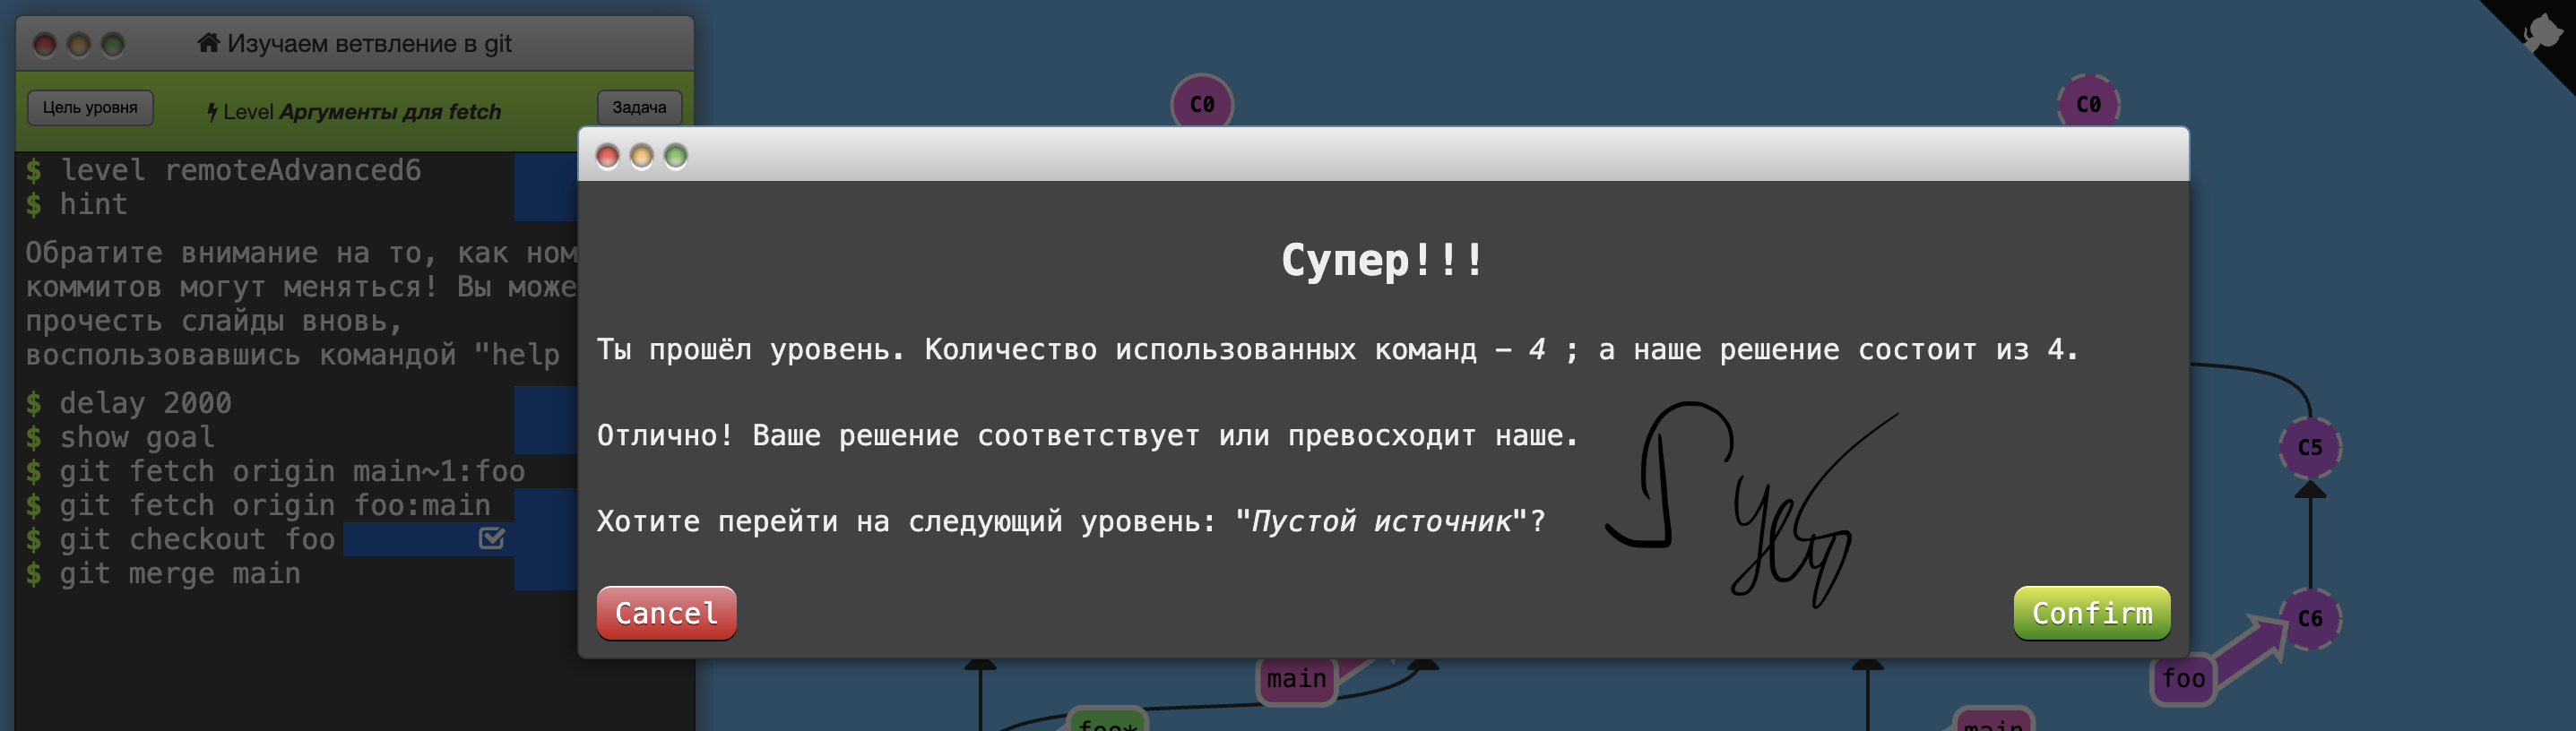 Изучаем ветвление в git
Цель уровня
Level Аргументы для fetch
Задача
$ level remoteAdvanced6
$ hint
Обратите внимание на то, как ном
коммитов могут меняться! Вы може
прочесть слайды вновь,
воспользовавшись командой "help
$ delay 2000
$ show goal
$ git fetch origin main~1:foo
$ git fetch origin foo:main
$ git checkout foo
$ git merge main
C0
C0
Супер!!!
Ты прошёл уровень. Количество использованных команд – 4 ; а наше решение состоит из 4.
Отлично! Ваше решение соответствует или превосходит наше.
Хотите перейти на следующий уровень: "Пустой источник"?
Cancel
Confirm
C5
C6
main
foo
foo*
main